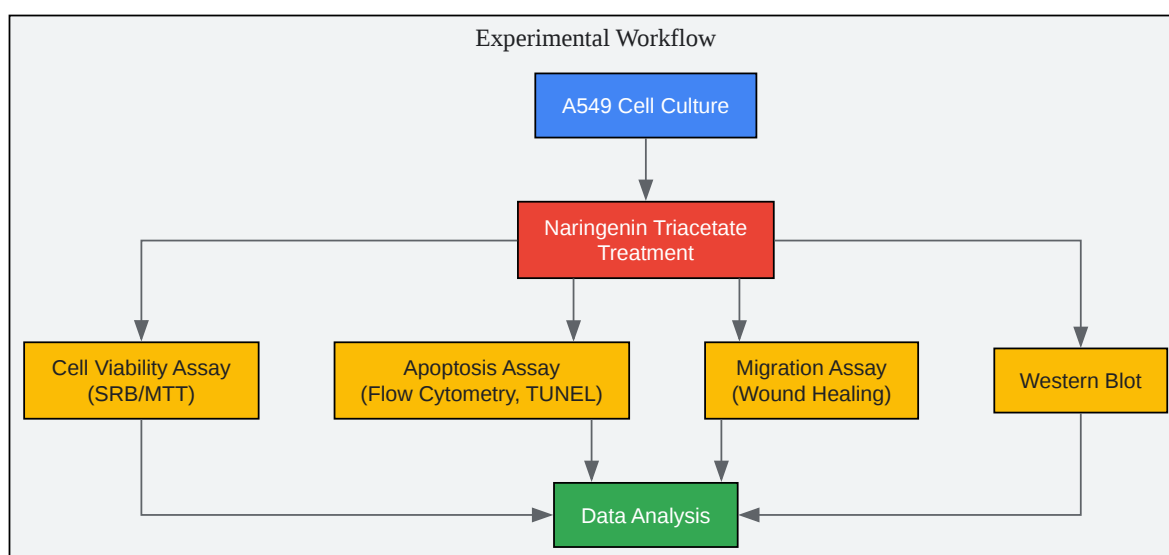 Experimental Workflow
A549 Cell Culture
Naringenin Triacetate
Treatment
Cell Viability Assay
(SRB/MTT)
Apoptosis Assay
(Flow Cytometry, TUNEL)
Migration Assay
(Wound Healing)
Western Blot
Data Analysis